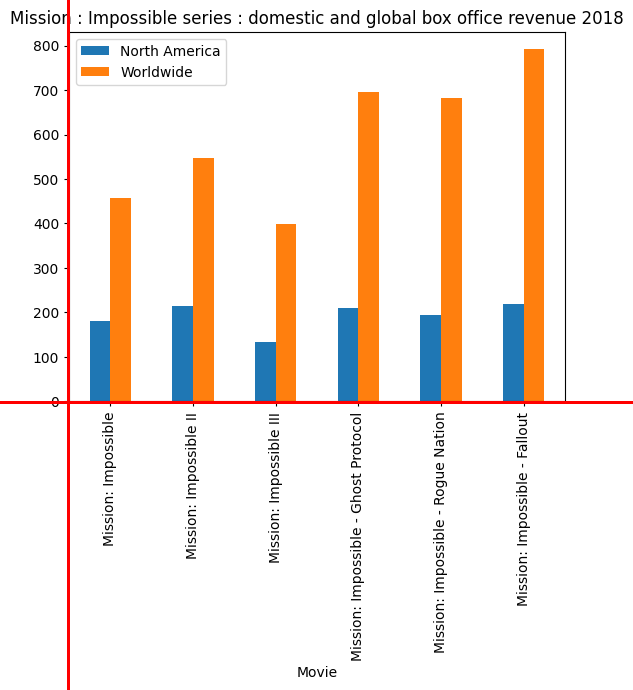 Mission : Impossible series : domestic and global box office revenue 2018
North America
Worldwide
800
700
600
500
400
300
200
100
0
Mission: Impossible
Mission: Impossible II
Mission: Impossible III
Mission: Impossible - Ghost Protocol
Mission: Impossible - Rogue Nation
Mission: Impossible - Fallout
Movie